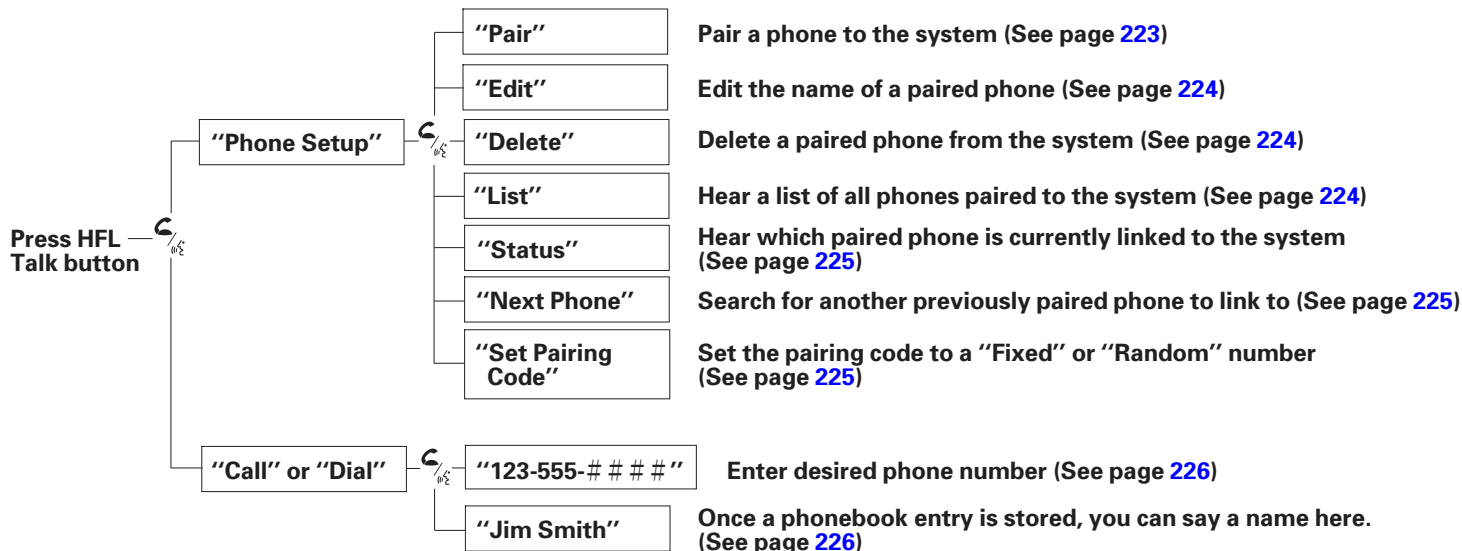 "Pair" Pair a phone to the system (See page 223)
"Edit" Edit the name of a paired phone (See page 224)
"Phone Setup" "Delete" Delete a paired phone from the system (See page 224)
"List" Hear a list of all phones paired to the system (See page 224)
Press HFL
Talk button
"Status" Hear which paired phone is currently linked to the system
(See page 225)
"Next Phone" Search for another previously paired phone to link to (See page 225)
"Set Pairing
Code"
Set the pairing code to a "Fixed" or "Random" number
(See page 225)
"Call" or "Dial" "123-555-####" Enter desired phone number (See page 226)
"Jim Smith" Once a phonebook entry is stored, you can say a name here.
(See page 226)